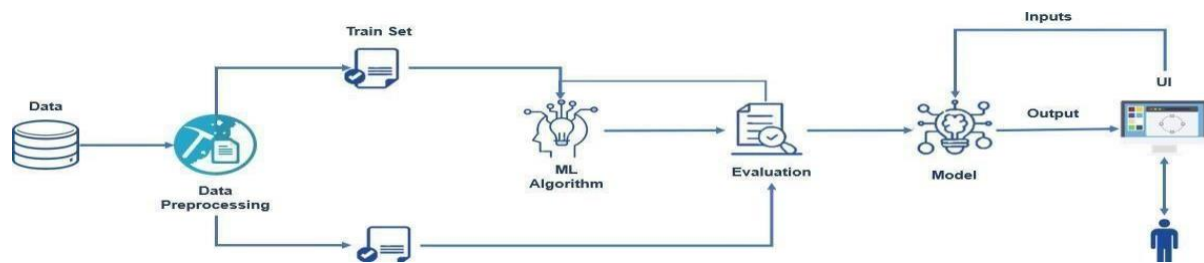 Inputs
Train Set
UI
Data
Output
ML
Algorithm
Evaluation
Model
Data
Preprocessing